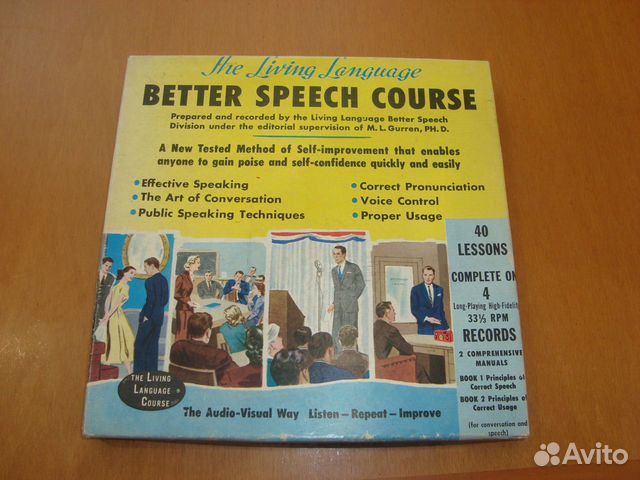 The Living Language
BETTER SPEECH COURSE
Prepared and recorded by the Living Language Better Speech
Division under the editorial supervision of M. L. Gurren, PH. D.
A New Tested Method of Self-improvement that enables
anyone to gain poise and self-confidence quickly and easily
• Effective Speaking
• The Art of Conversation
• Public Speaking Techniques
• Correct Pronunciation
• Voice Control
• Proper Usage
40
LESSONS
COMPLETE ON
4
Long-Playing High-Fidelit
33⅓ RPM
RECORDS
2 COMPREHENSIVE
MANUALS
BOOK 1 Principles of
Correct Speech
BOOK 2 Principles of
Correct Usage
(for conversation and
speech)
THE LIVING
LANGUAGE
COURSE
The Audio-Visual Way Listen — Repeat — Improve
Avito